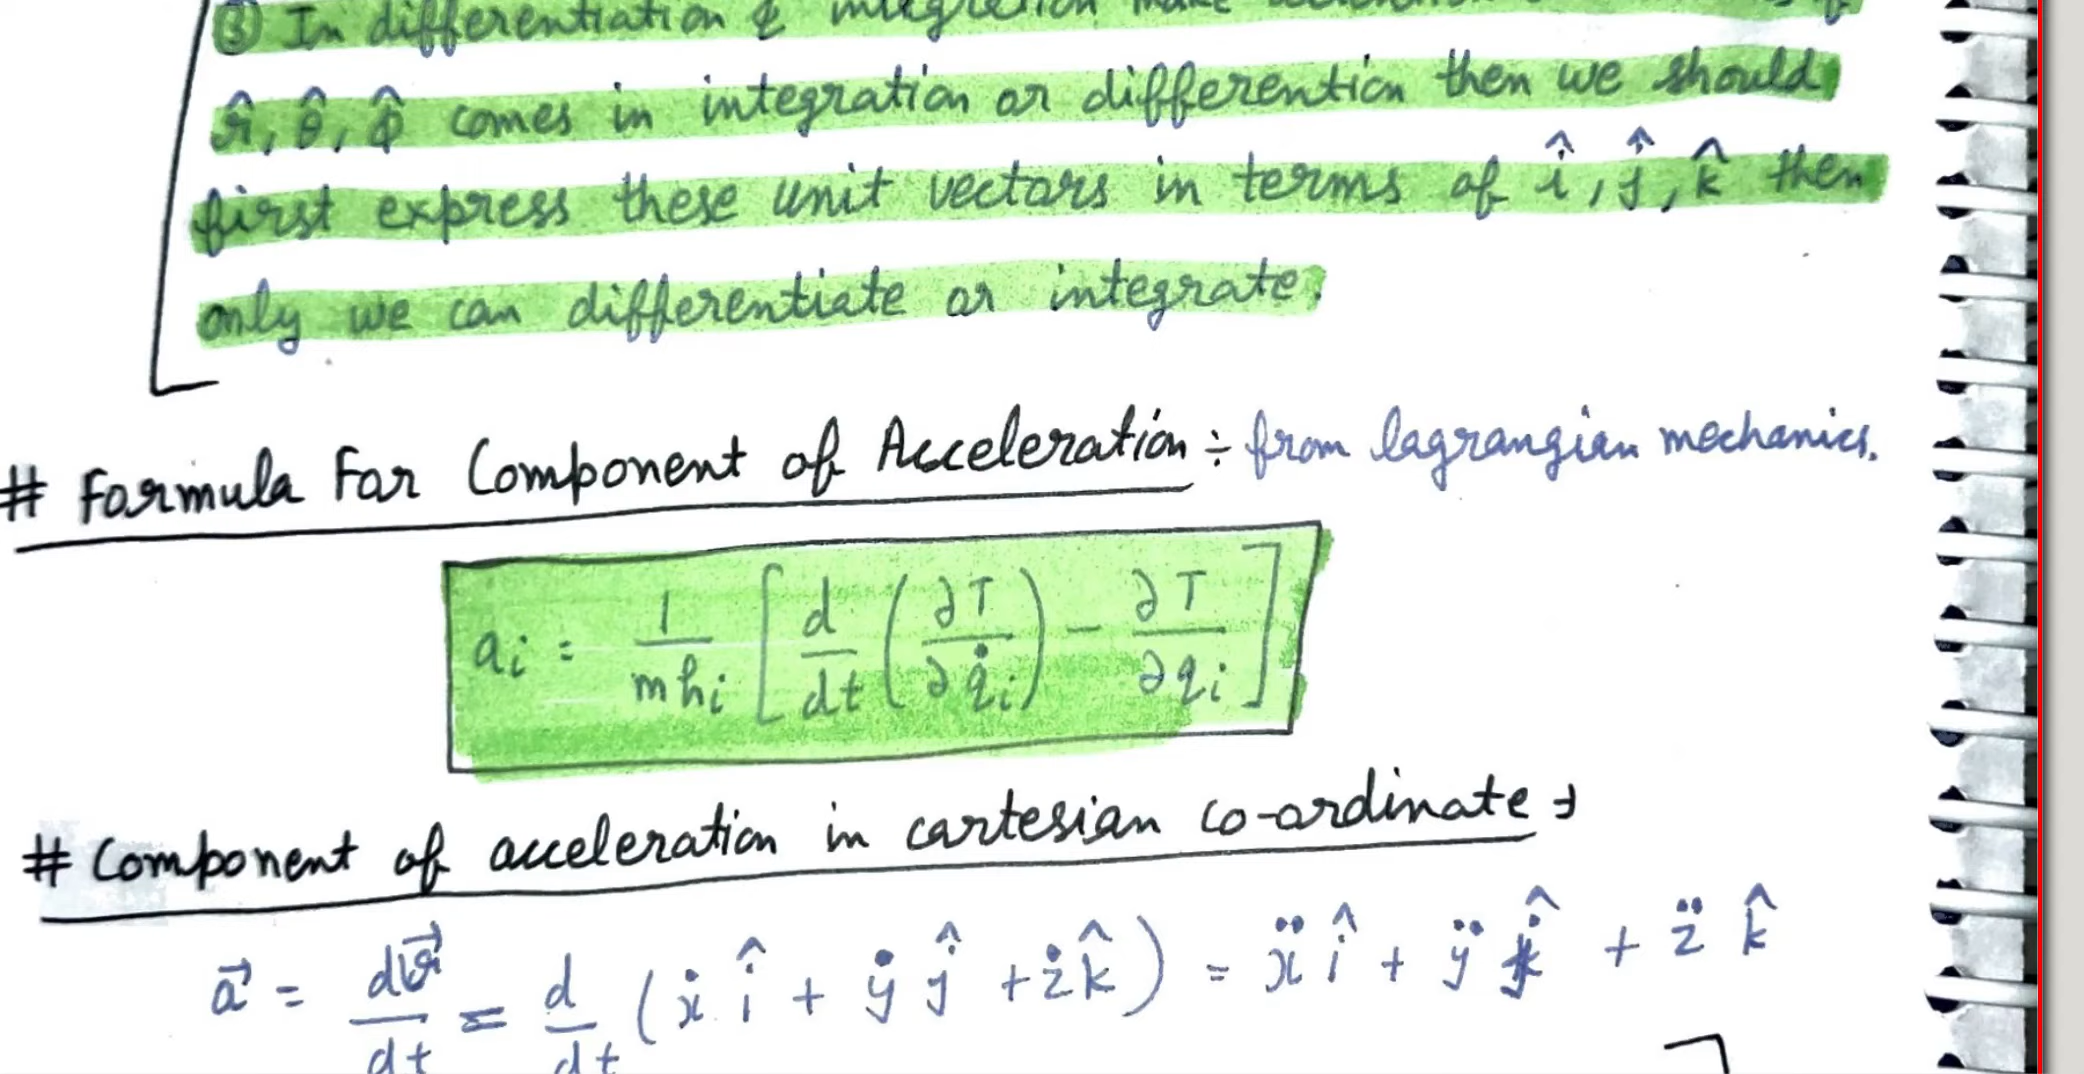 ③ In differentiation & integration make
r̂, θ̂, φ̂ comes in integration or differention then we should
first express these unit vectors in terms of î, ĵ, k̂ then
only we can differentiate or integrate.
# Formula For Component of Acceleration ÷ from lagrangian mechanics.
aᵢ = 1/mhᵢ [ d/dt ( ∂T/∂q̇ᵢ ) − ∂T/∂qᵢ ]
# Component of acceleration in cartesian co-ordinate →
a⃗ = dv⃗/dt = d/dt ( ẋ î + ẏ ĵ + ż k̂ ) = ẍ î + ÿ ĵ + z̈ k̂